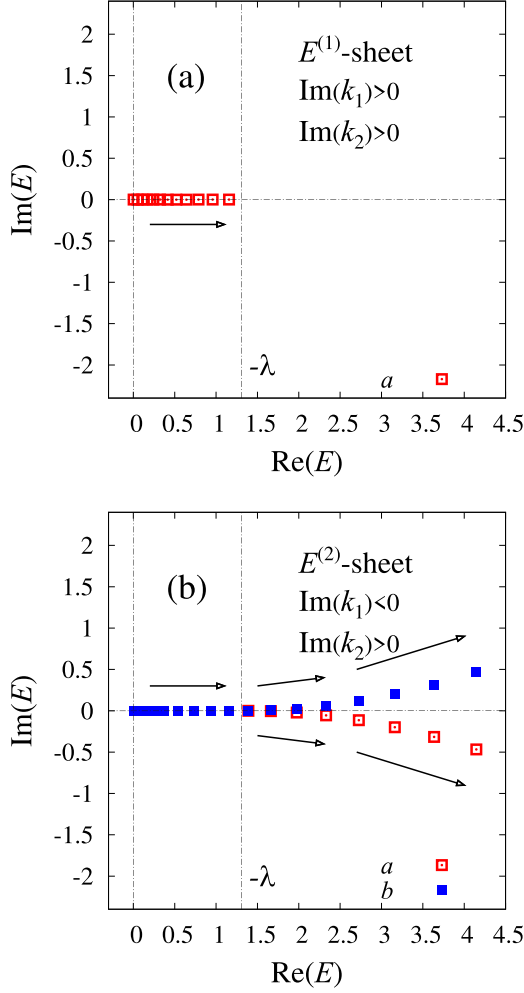 (a)
E^(1)-sheet
Im(k₁)>0
Im(k₂)>0
Im(E)
2
1.5
1
0.5
0
-0.5
-1
-1.5
-2
-λ
a
0 0.5 1 1.5 2 2.5 3 3.5 4 4.5
Re(E)
(b)
E^(2)-sheet
Im(k₁)<0
Im(k₂)>0
Im(E)
2
1.5
1
0.5
0
-0.5
-1
-1.5
-2
-λ
a
b
0 0.5 1 1.5 2 2.5 3 3.5 4 4.5
Re(E)